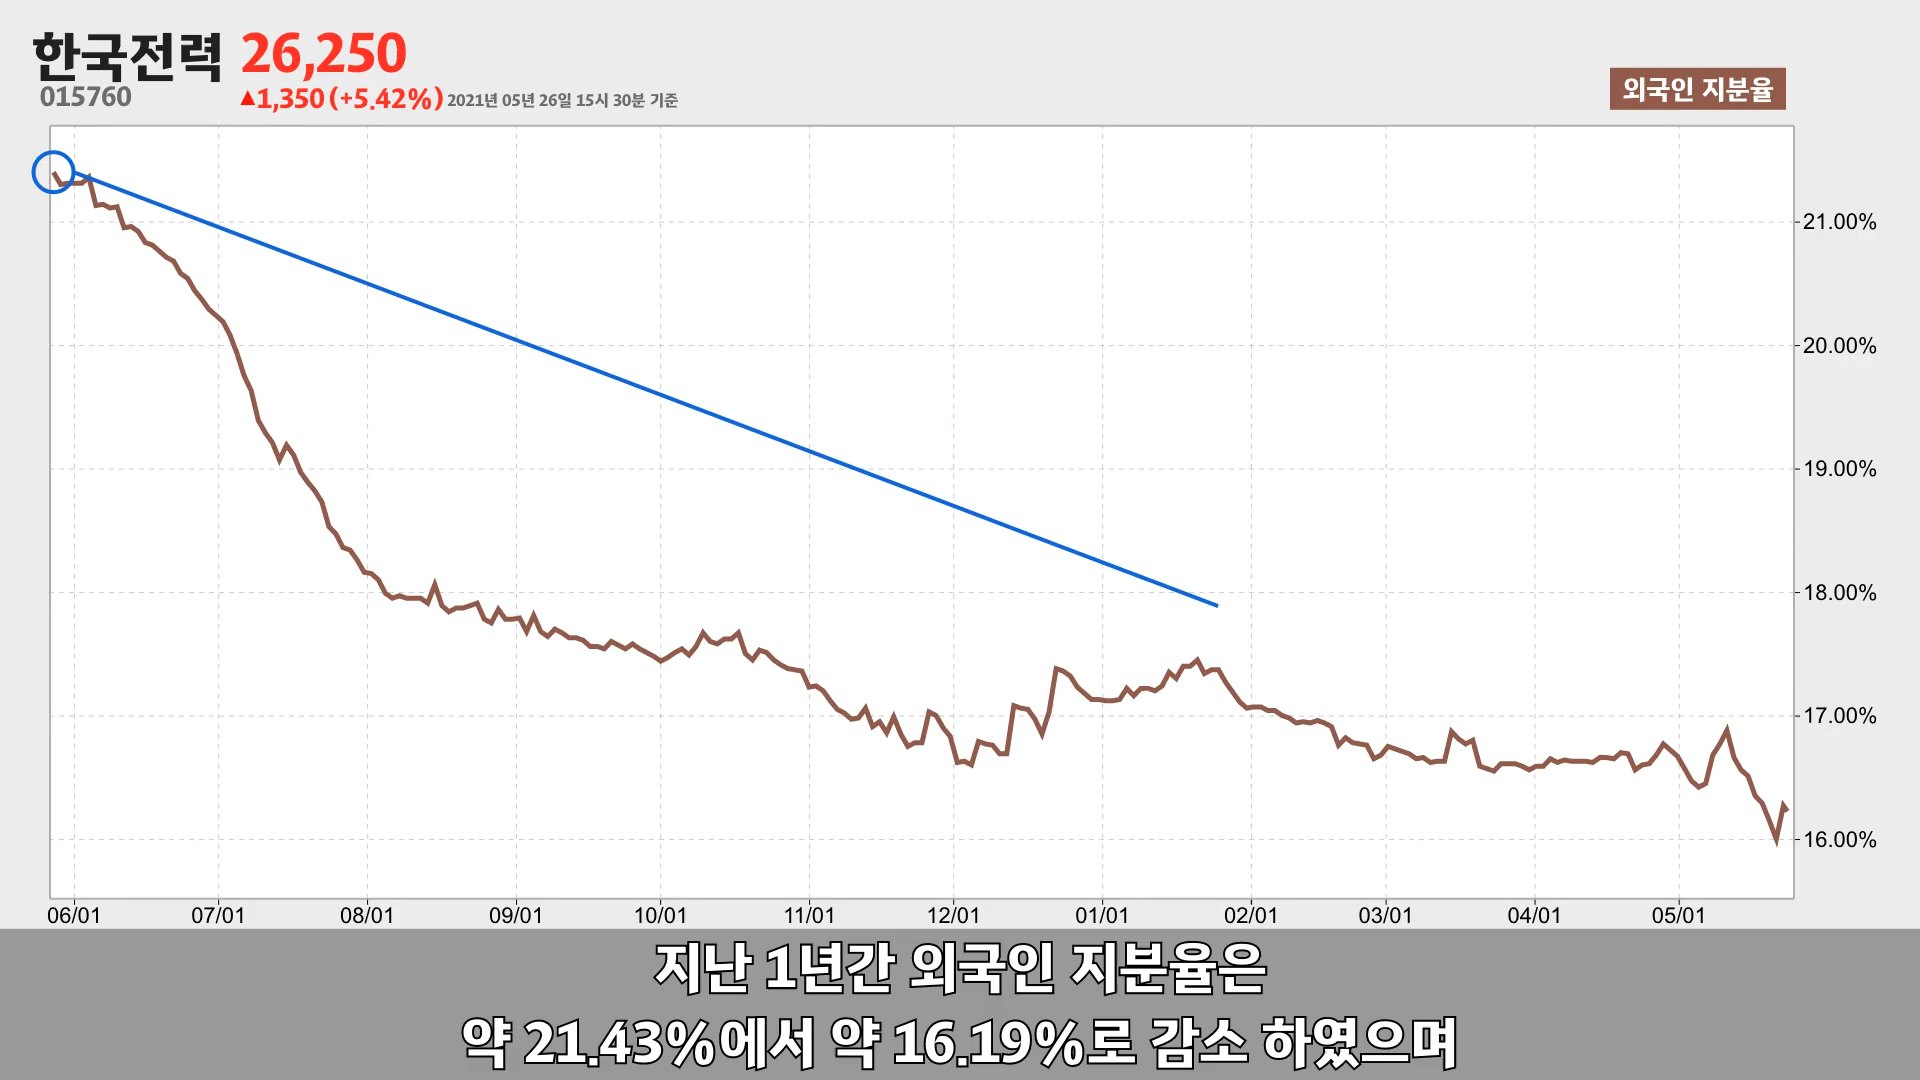 한국전력 26,250
015760 ▲1,350 (+5.42%) 2021년 05년 26일 15시 30분 기준
외국인 지분율
21.00%
20.00%
19.00%
18.00%
17.00%
16.00%
06/01 07/01 08/01 09/01 10/01 11/01 12/01 01/01 02/01 03/01 04/01 05/01
지난 1년간 외국인 지분율은
약 21.43%에서 약 16.19%로 감소 하였으며